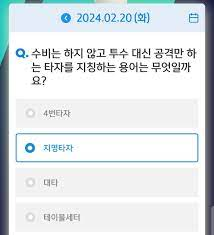 2024.02.20 (화)
Q. 수비는 하지 않고 투수 대신 공격만 하
는 타자를 지칭하는 용어는 무엇일까
요?
4번타자
지명타자
대타
테이블세터